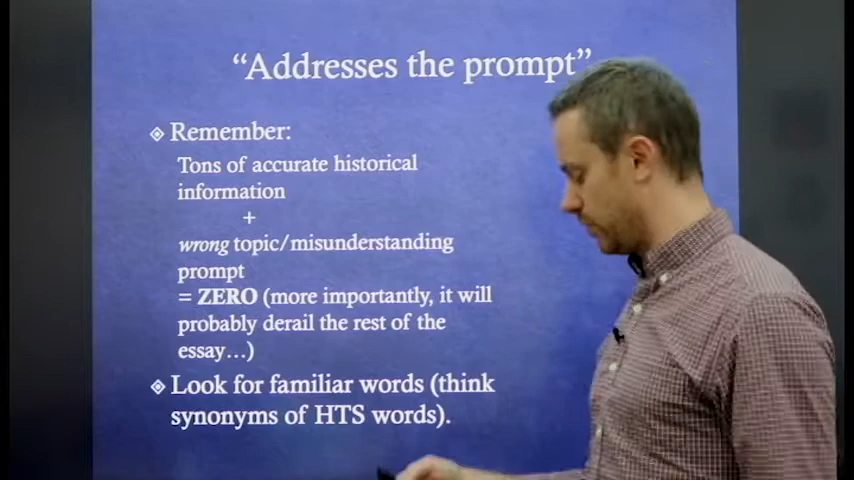 “Addresses the prompt”
Remember:
Tons of accurate historical
information
+
wrong topic/misunderstanding
prompt
= ZERO (more importantly, it will
probably derail the rest of the
essay…)
Look for familiar words (think
synonyms of HTS words).